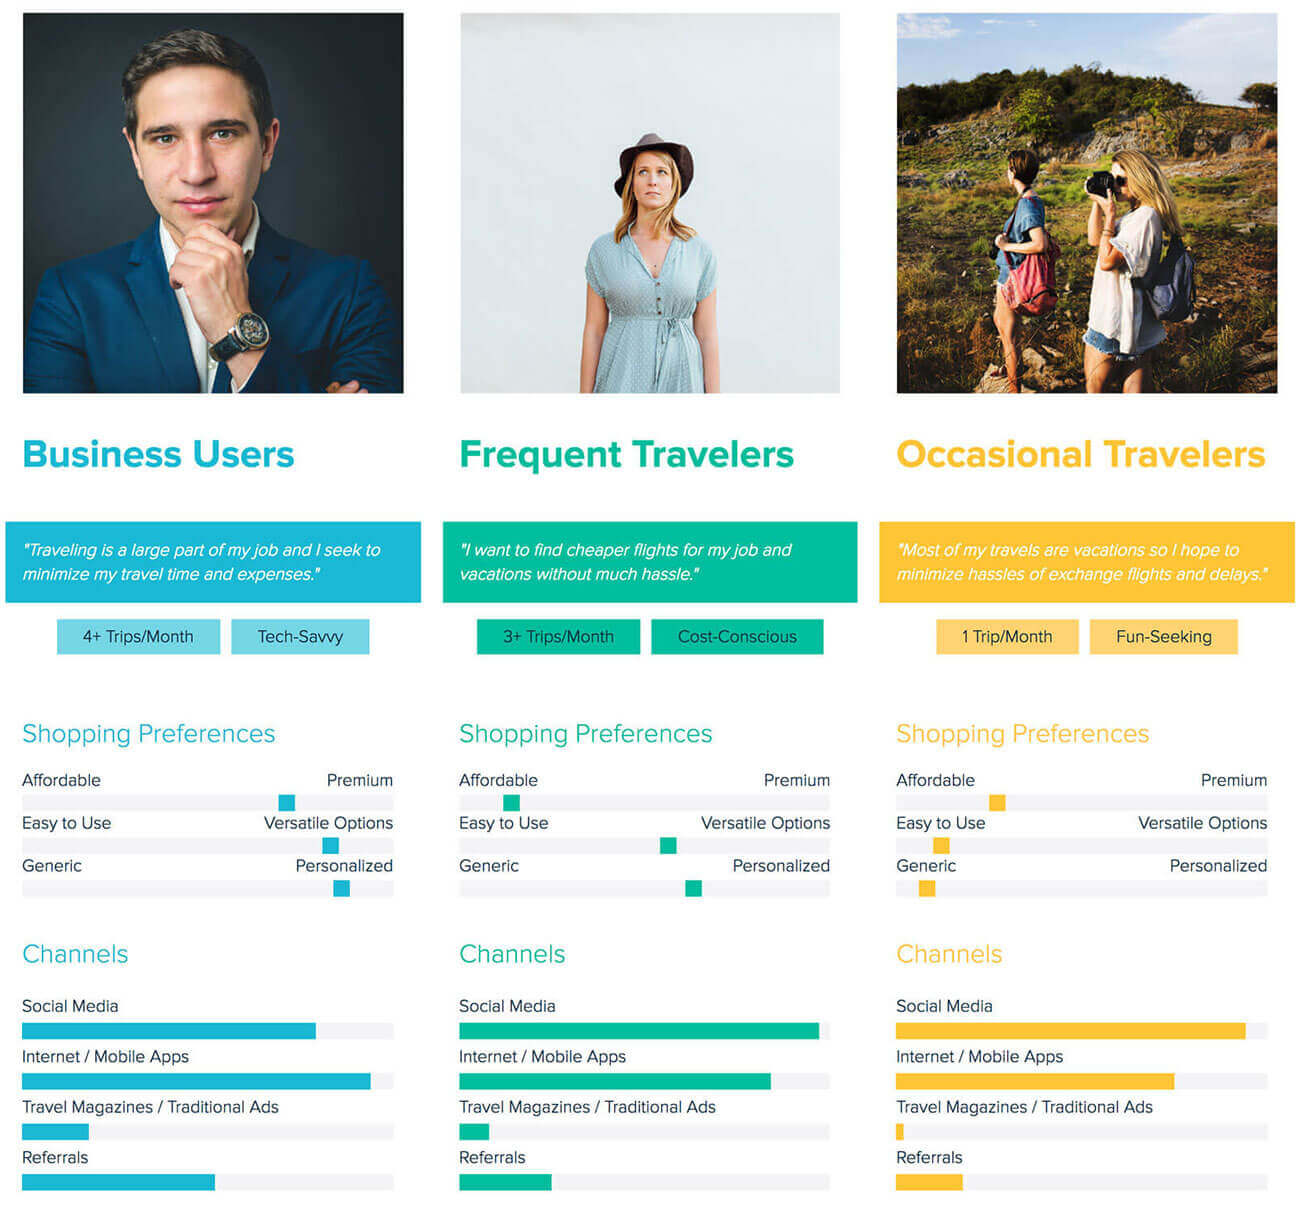 Business Users
"Traveling is a large part of my job and I seek to
minimize my travel time and expenses."
4+ Trips/Month
Tech-Savvy
Shopping Preferences
Affordable Premium
Easy to Use Versatile Options
Generic Personalized
Channels
Social Media
Internet / Mobile Apps
Travel Magazines / Traditional Ads
Referrals
Frequent Travelers
"I want to find cheaper flights for my job and
vacations without much hassle."
3+ Trips/Month
Cost-Conscious
Shopping Preferences
Affordable Premium
Easy to Use Versatile Options
Generic Personalized
Channels
Social Media
Internet / Mobile Apps
Travel Magazines / Traditional Ads
Referrals
Occasional Travelers
"Most of my travels are vacations so I hope to
minimize hassles of exchange flights and delays."
1 Trip/Month
Fun-Seeking
Shopping Preferences
Affordable Premium
Easy to Use Versatile Options
Generic Personalized
Channels
Social Media
Internet / Mobile Apps
Travel Magazines / Traditional Ads
Referrals